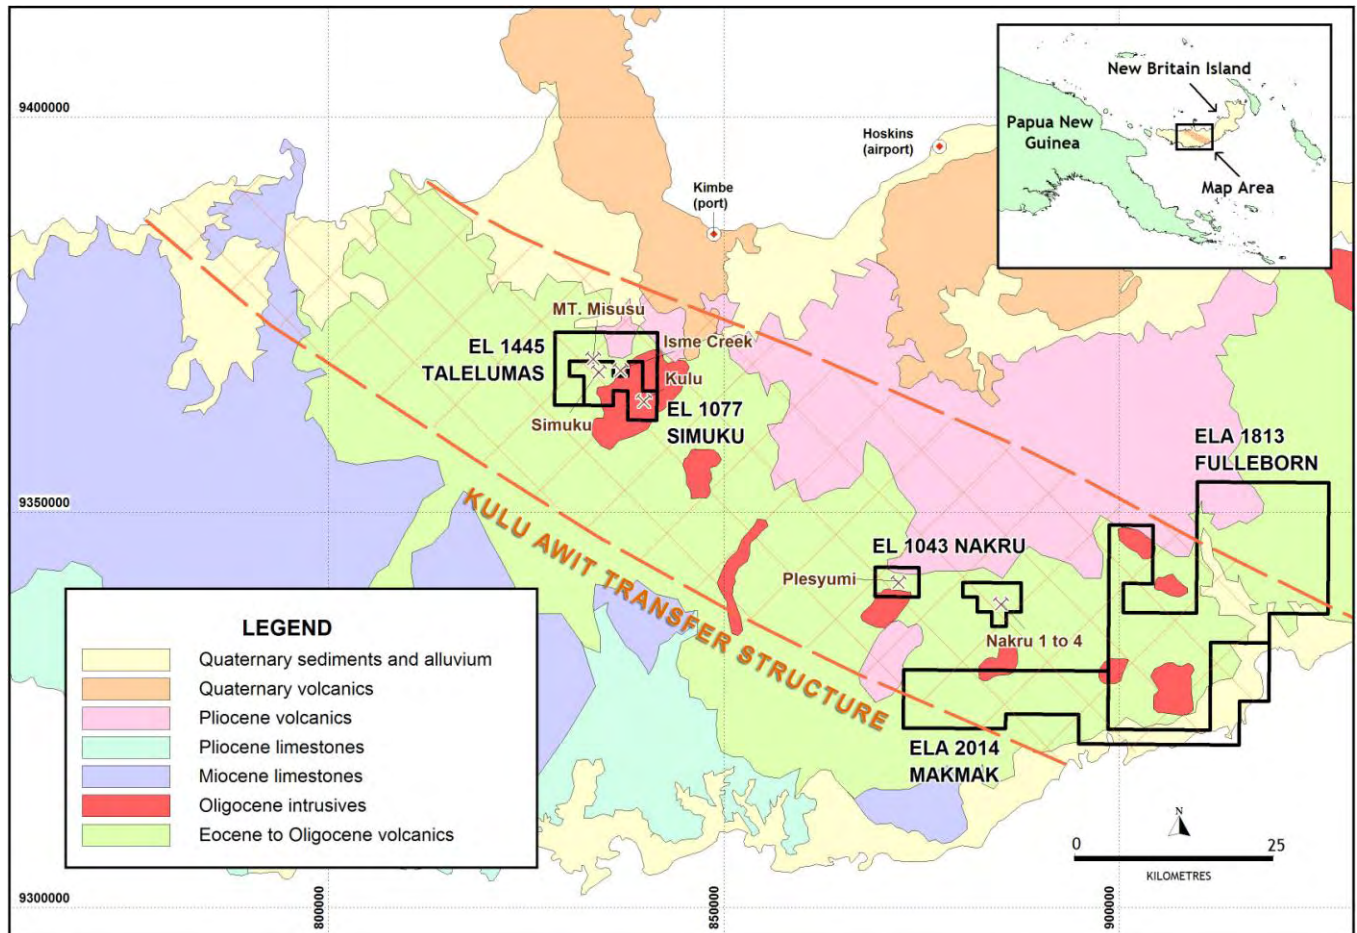 9400000
New Britain Island
Papua New
Guinea
Map Area
Hoskins
(airport)
Kimbe
(port)
MT. Misusu
EL 1445
TALELUMAS
Isme Creek
Kulu
Simuku
EL 1077
SIMUKU
ELA 1813
FULLEBORN
9350000
KULU AWIT TRANSFER STRUCTURE
EL 1043 NAKRU
Plesyumi
Nakru 1 to 4
ELA 2014
MAKMAK
LEGEND
Quaternary sediments and alluvium
Quaternary volcanics
Pliocene volcanics
Pliocene limestones
Miocene limestones
Oligocene intrusives
Eocene to Oligocene volcanics
N
0 25
KILOMETRES
9300000
800000
850000
900000